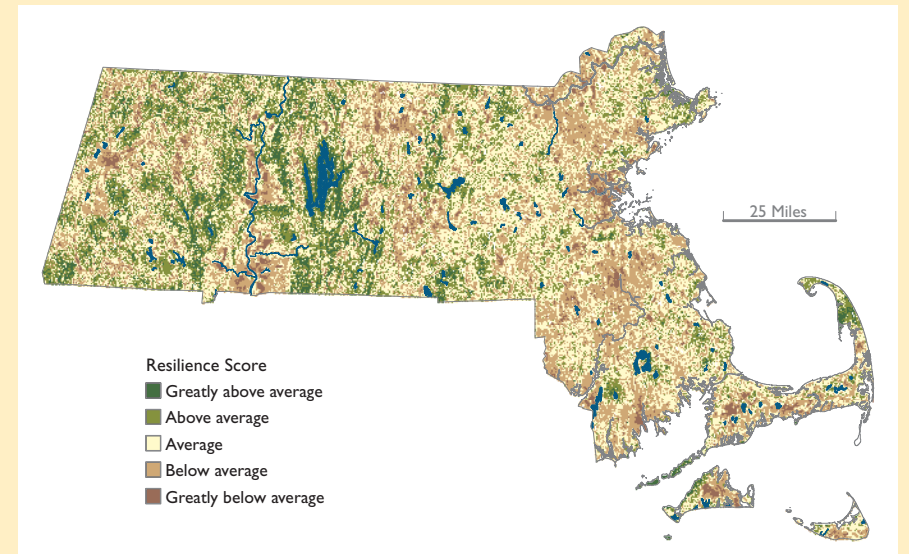 25 Miles
Resilience Score
Greatly above average
Above average
Average
Below average
Greatly below average